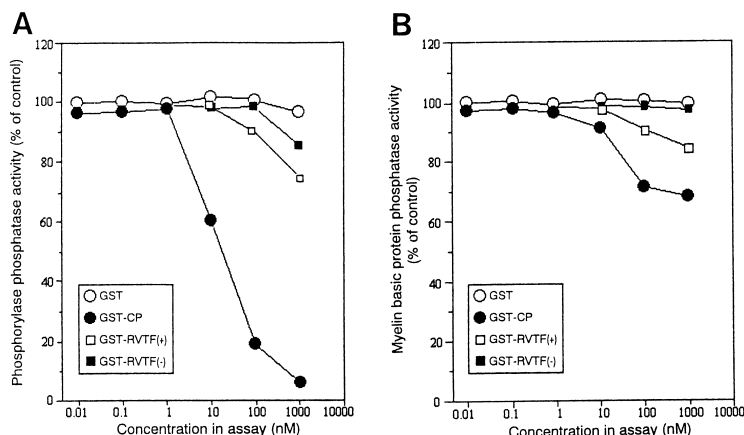 A
Phosphorylase phosphatase activity (% of control)
120
100
80
60
40
20
0
GST
GST-CP
GST-RVTF(+)
GST-RVTF(-)
0.01 0.1 1 10 100 1000 10000
Concentration in assay (nM)
B
Myelin basic protein phosphatase activity
(% of control)
120
100
80
60
40
20
0
GST
GST-CP
GST-RVTF(+)
GST-RVTF(-)
0.01 0.1 1 10 100 1000 10000
Concentration in assay (nM)